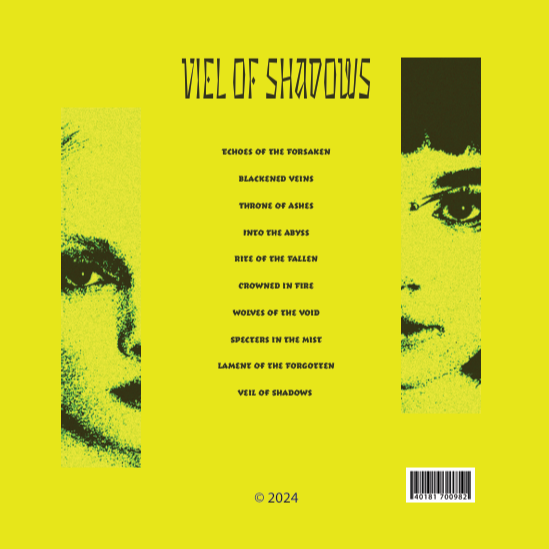 VIEL OF SHADOWS
ECHOES OF THE FORSAKEN
BLACKENED VEINS
THRONE OF ASHES
INTO THE ABYSS
RITE OF THE FALLEN
CROWNED IN FIRE
WOLVES OF THE VOID
SPECTERS IN THE MIST
LAMENT OF THE FORGOTTEN
VEIL OF SHADOWS
© 2024
40181 700982